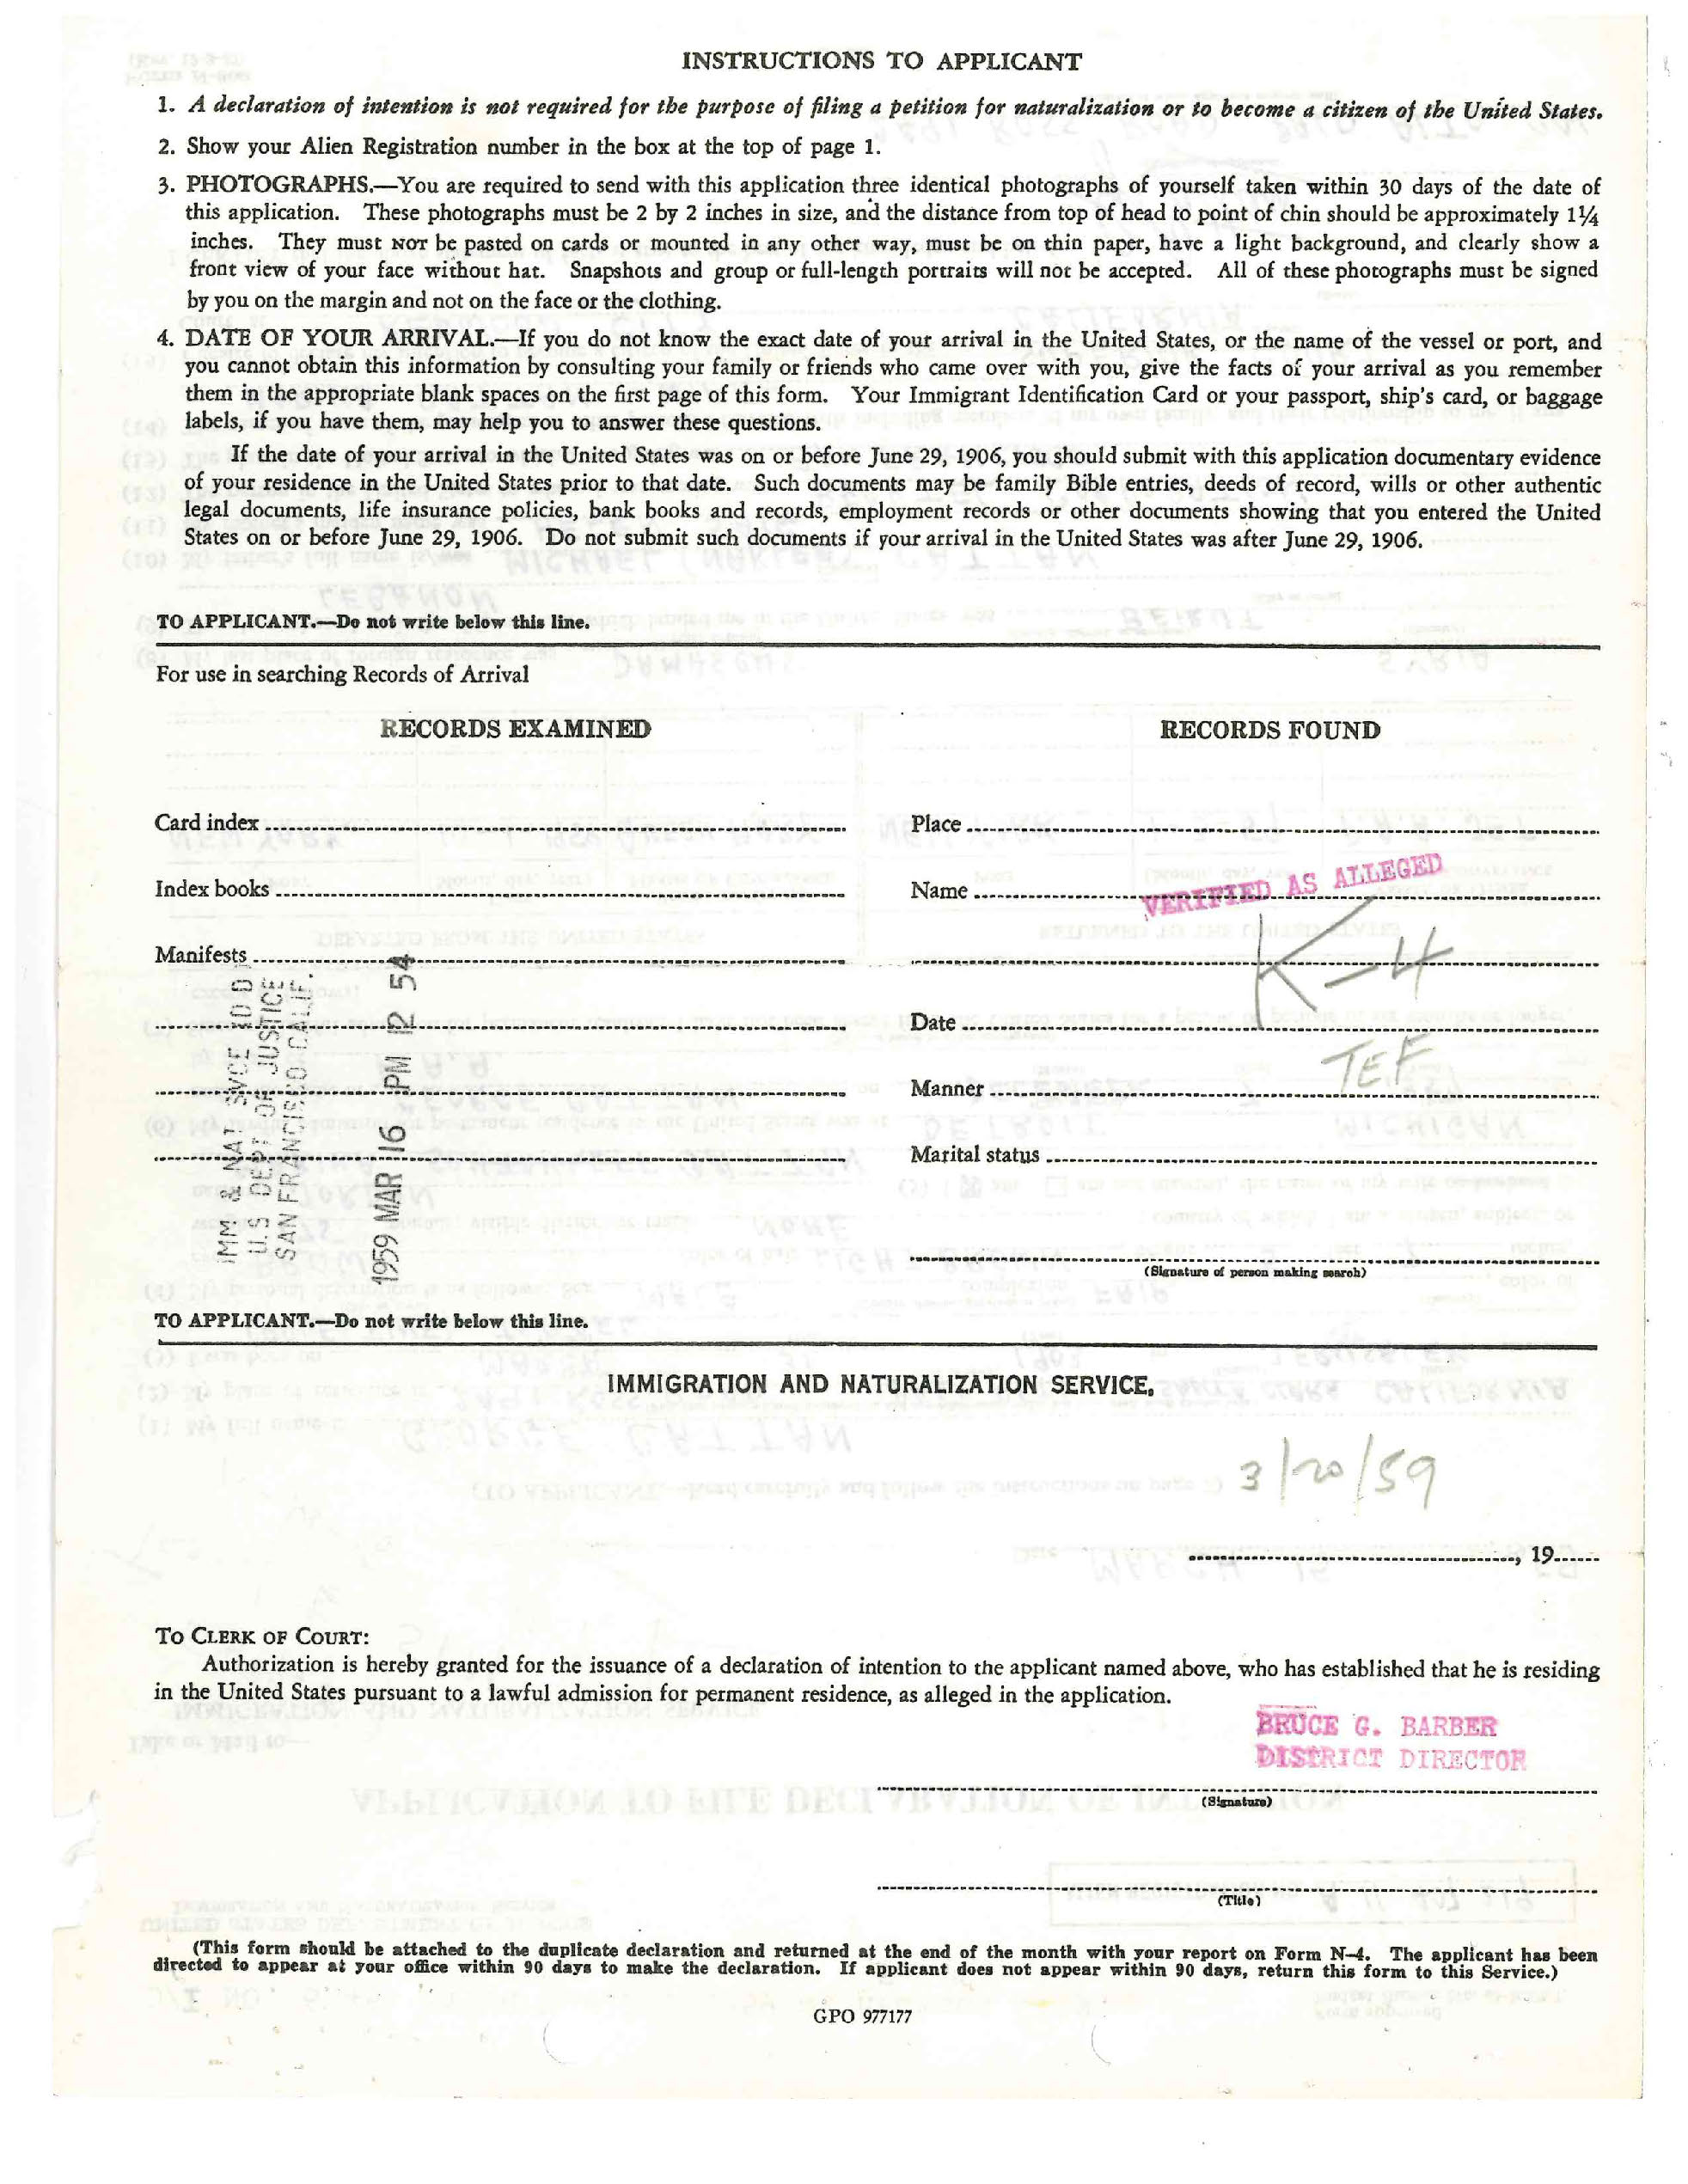 INSTRUCTIONS TO APPLICANT
1. A declaration of intention is not required for the purpose of filing a petition for naturalization or to become a citizen of the United States.
2. Show your Alien Registration number in the box at the top of page 1.
3. PHOTOGRAPHS.—You are required to send with this application three identical photographs of yourself taken within 30 days of the date of
this application. These photographs must be 2 by 2 inches in size, and the distance from top of head to point of chin should be approximately 1¼
inches. They must NOT be pasted on cards or mounted in any other way, must be on thin paper, have a light background, and clearly show a
front view of your face without hat. Snapshots and group or full-length portraits will not be accepted. All of these photographs must be signed
by you on the margin and not on the face or the clothing.
4. DATE OF YOUR ARRIVAL.—If you do not know the exact date of your arrival in the United States, or the name of the vessel or port, and
you cannot obtain this information by consulting your family or friends who came over with you, give the facts of your arrival as you remember
them in the appropriate blank spaces on the first page of this form. Your Immigrant Identification Card or your passport, ship's card, or baggage
labels, if you have them, may help you to answer these questions.
If the date of your arrival in the United States was on or before June 29, 1906, you should submit with this application documentary evidence
of your residence in the United States prior to that date. Such documents may be family Bible entries, deeds of record, wills or other authentic
legal documents, life insurance policies, bank books and records, employment records or other documents showing that you entered the United
States on or before June 29, 1906. Do not submit such documents if your arrival in the United States was after June 29, 1906.
TO APPLICANT.—Do not write below this line.
For use in searching Records of Arrival
RECORDS EXAMINED
Card index
Index books
Manifests
IMM & NAT SVCE
U.S DEPT OF JUSTICE
SAN FRANCISCO CALIF.
1959 MAR 16 PM 12 54
RECORDS FOUND
Place
Name
VERIFIED AS ALLEGED
K-4
Date
TEF
Manner
Marital status
(Signature of person making search)
TO APPLICANT.—Do not write below this line.
IMMIGRATION AND NATURALIZATION SERVICE,
3/20/59
, 19
TO CLERK OF COURT:
Authorization is hereby granted for the issuance of a declaration of intention to the applicant named above, who has established that he is residing
in the United States pursuant to a lawful admission for permanent residence, as alleged in the application.
BRUCE G. BARBER
DISTRICT DIRECTOR
(Signature)
(Title)
(This form should be attached to the duplicate declaration and returned at the end of the month with your report on Form N-4. The applicant has been
directed to appear at your office within 90 days to make the declaration. If applicant does not appear within 90 days, return this form to this Service.)
GPO 977177